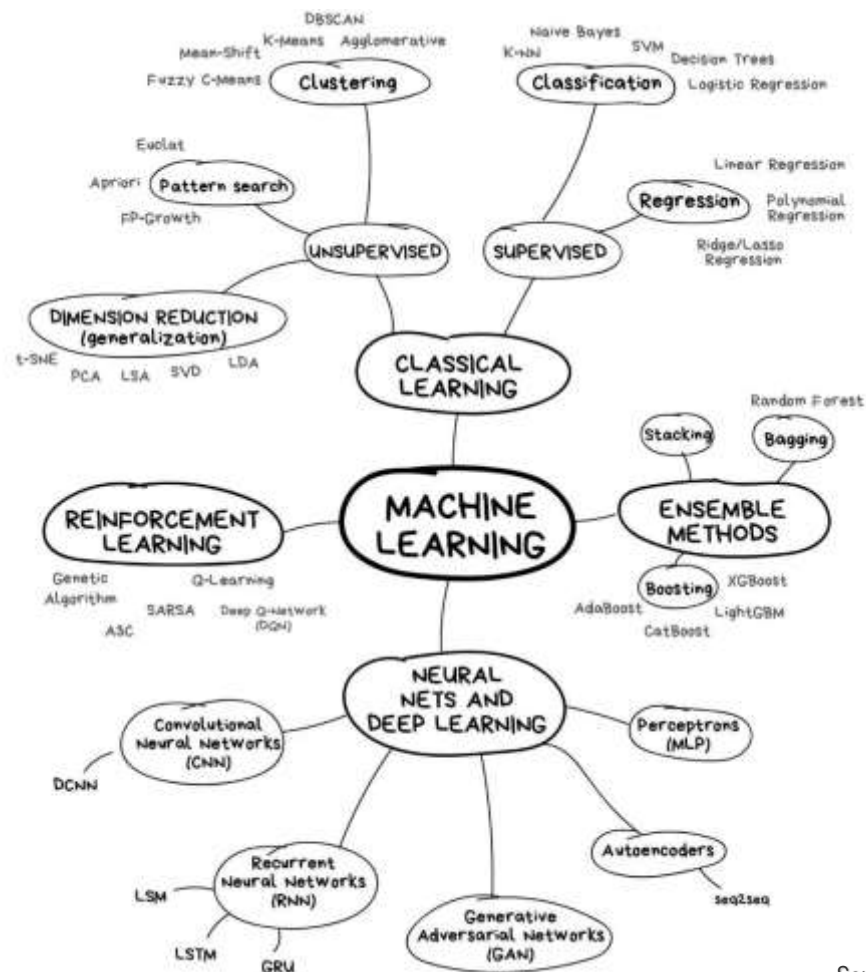 DBSCAN
K-Means Agglomerative
Mean-Shift
Fuzzy C-Means
Clustering
Naive Bayes
K-NN
SVM
Decision Trees
Logistic Regression
Classification
Euclat
Apriori
Pattern search
FP-Growth
Linear Regression
Regression
Polynomial
Regression
Ridge/Lasso
Regression
UNSUPERVISED
SUPERVISED
DIMENSION REDUCTION
(generalization)
t-SNE
PCA
LSA
SVD
LDA
CLASSICAL
LEARNING
Random Forest
Stacking
Bagging
MACHINE
LEARNING
REINFORCEMENT
LEARNING
ENSEMBLE
METHODS
Genetic
Algorithm
Q-Learning
SARSA
Deep Q-Network
(DQN)
A3C
Boosting
XGBoost
AdaBoost
LightGBM
CatBoost
NEURAL
NETS AND
DEEP LEARNING
Convolutional
Neural Networks
(CNN)
DCNN
Perceptrons
(MLP)
Recurrent
Neural Networks
(RNN)
LSM
LSTM
GRU
Generative
Adversarial Networks
(GAN)
Autoencoders
seq2seq